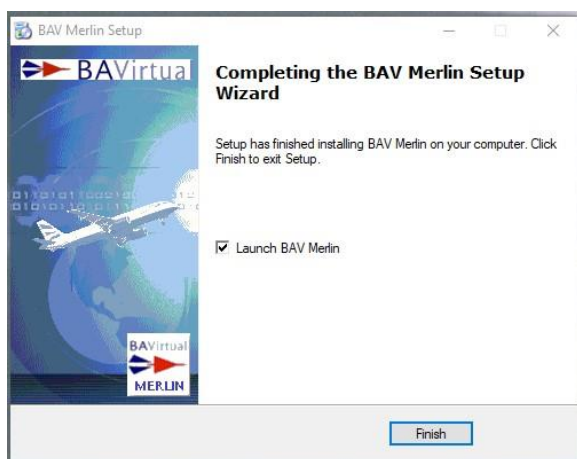 BAV Merlin Setup
BAVirtual
Completing the BAV Merlin Setup
Wizard
Setup has finished installing BAV Merlin on your computer. Click
Finish to exit Setup.
Launch BAV Merlin
BAVirtual
MERLIN
Finish